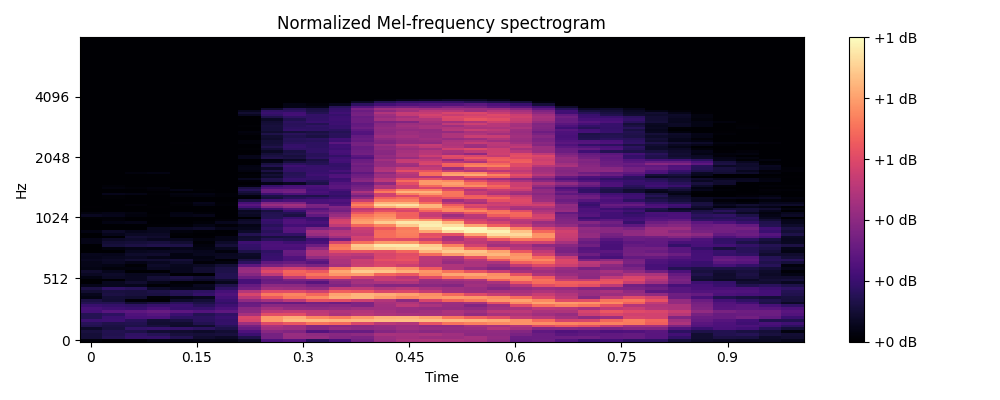 Normalized Mel-frequency spectrogram
Hz
4096
2048
1024
512
0
0 0.15 0.3 0.45 0.6 0.75 0.9
Time
+1 dB
+1 dB
+1 dB
+0 dB
+0 dB
+0 dB